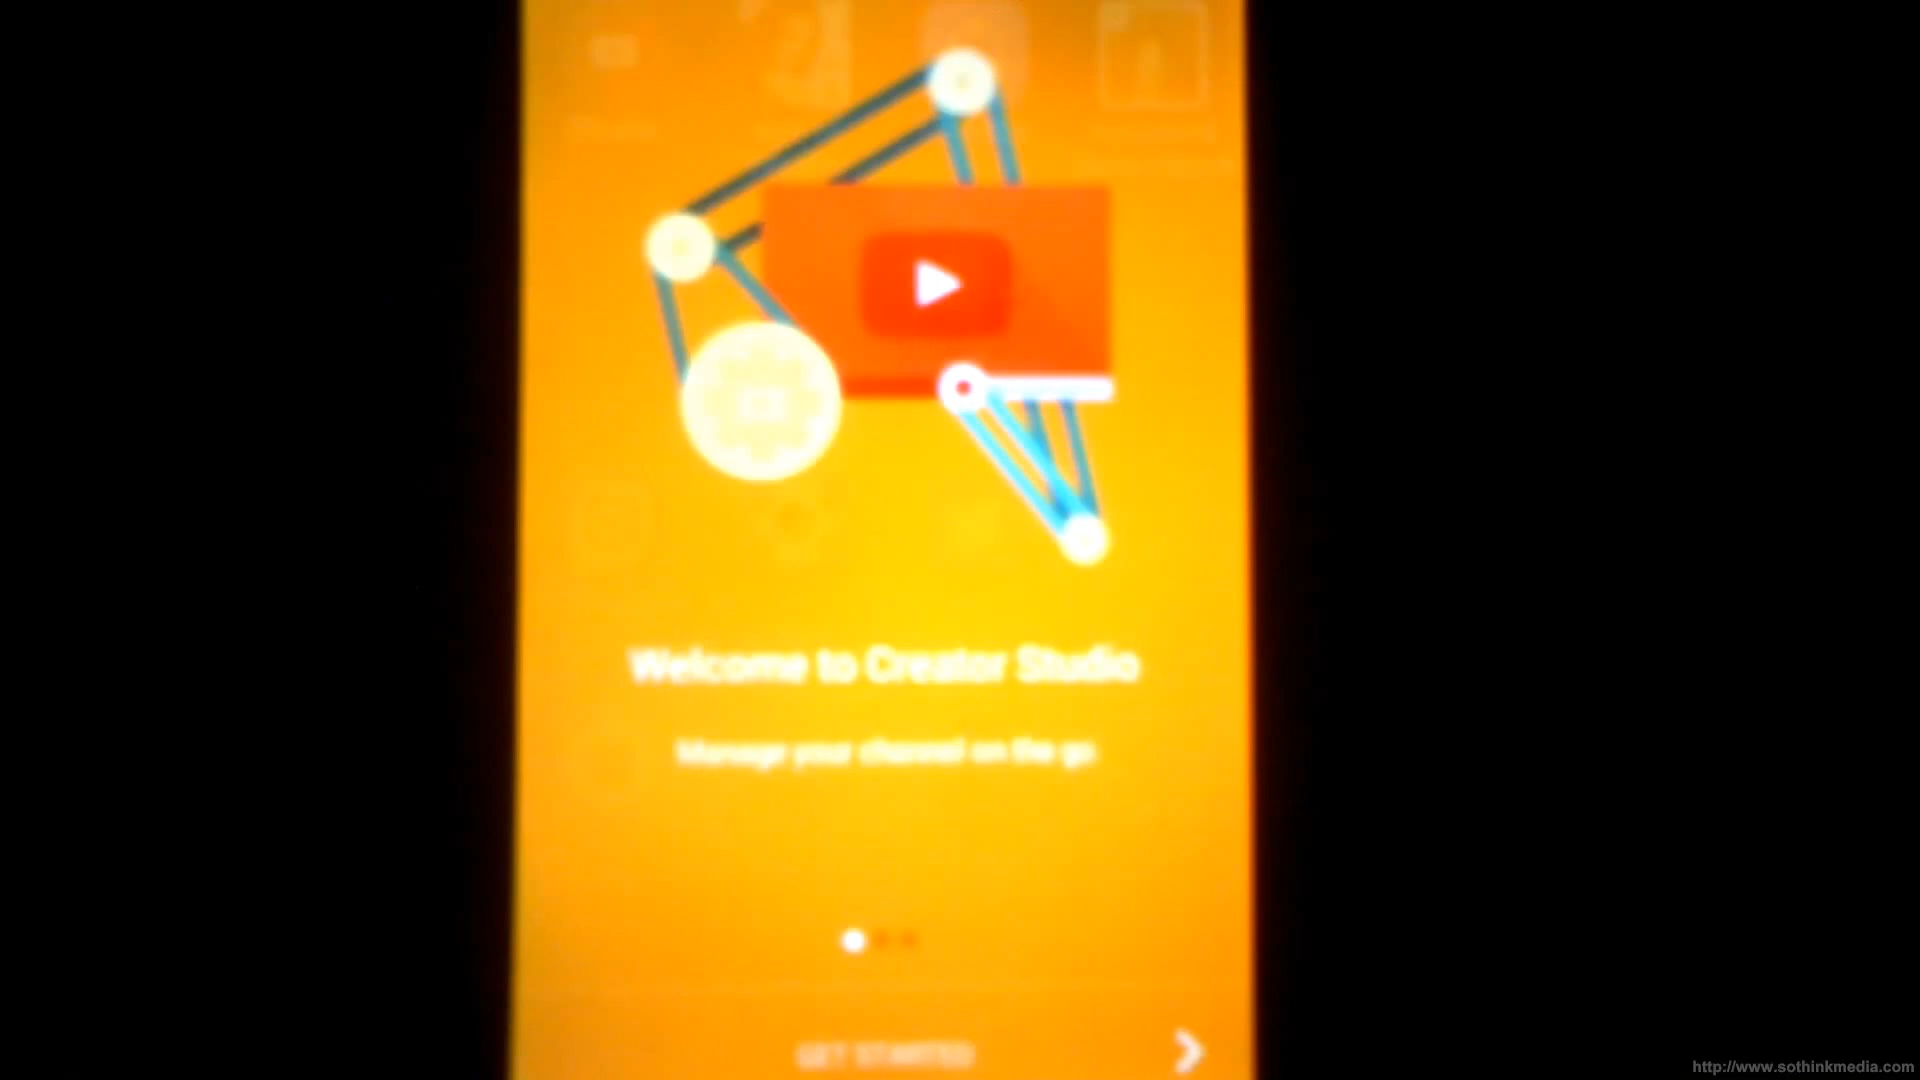 Welcome to Creator Studio
Manage your channel on the go
GET STARTED
http://www.sothinkmedia.com